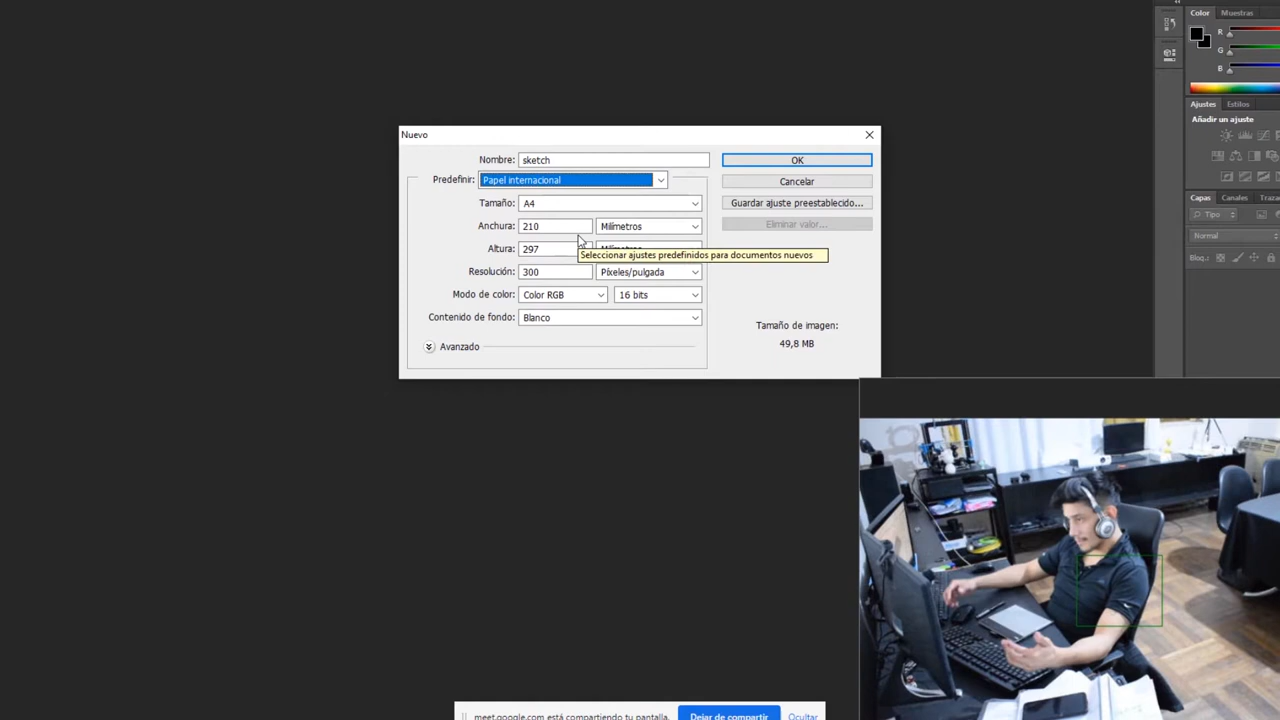 Color Muestras
R
G
B
Ajustes Estilos
Añadir un ajuste
Nuevo
Nombre: sketch
OK
Predefinir: Papel internacional
Cancelar
Tamaño: A4
Guardar ajuste preestablecido...
Anchura: 210 Milímetros
Eliminar valor...
Altura: 297
Seleccionar ajustes predefinidos para documentos nuevos
Resolución: 300 Píxeles/pulgada
Modo de color: Color RGB 16 bits
Contenido de fondo: Blanco
Avanzado
Tamaño de imagen:
49,8 MB
Capas Canales Traza
Tipo
Normal
Bloq.:
meet.google.com está compartiendo tu pantalla. Dejar de compartir Ocultar